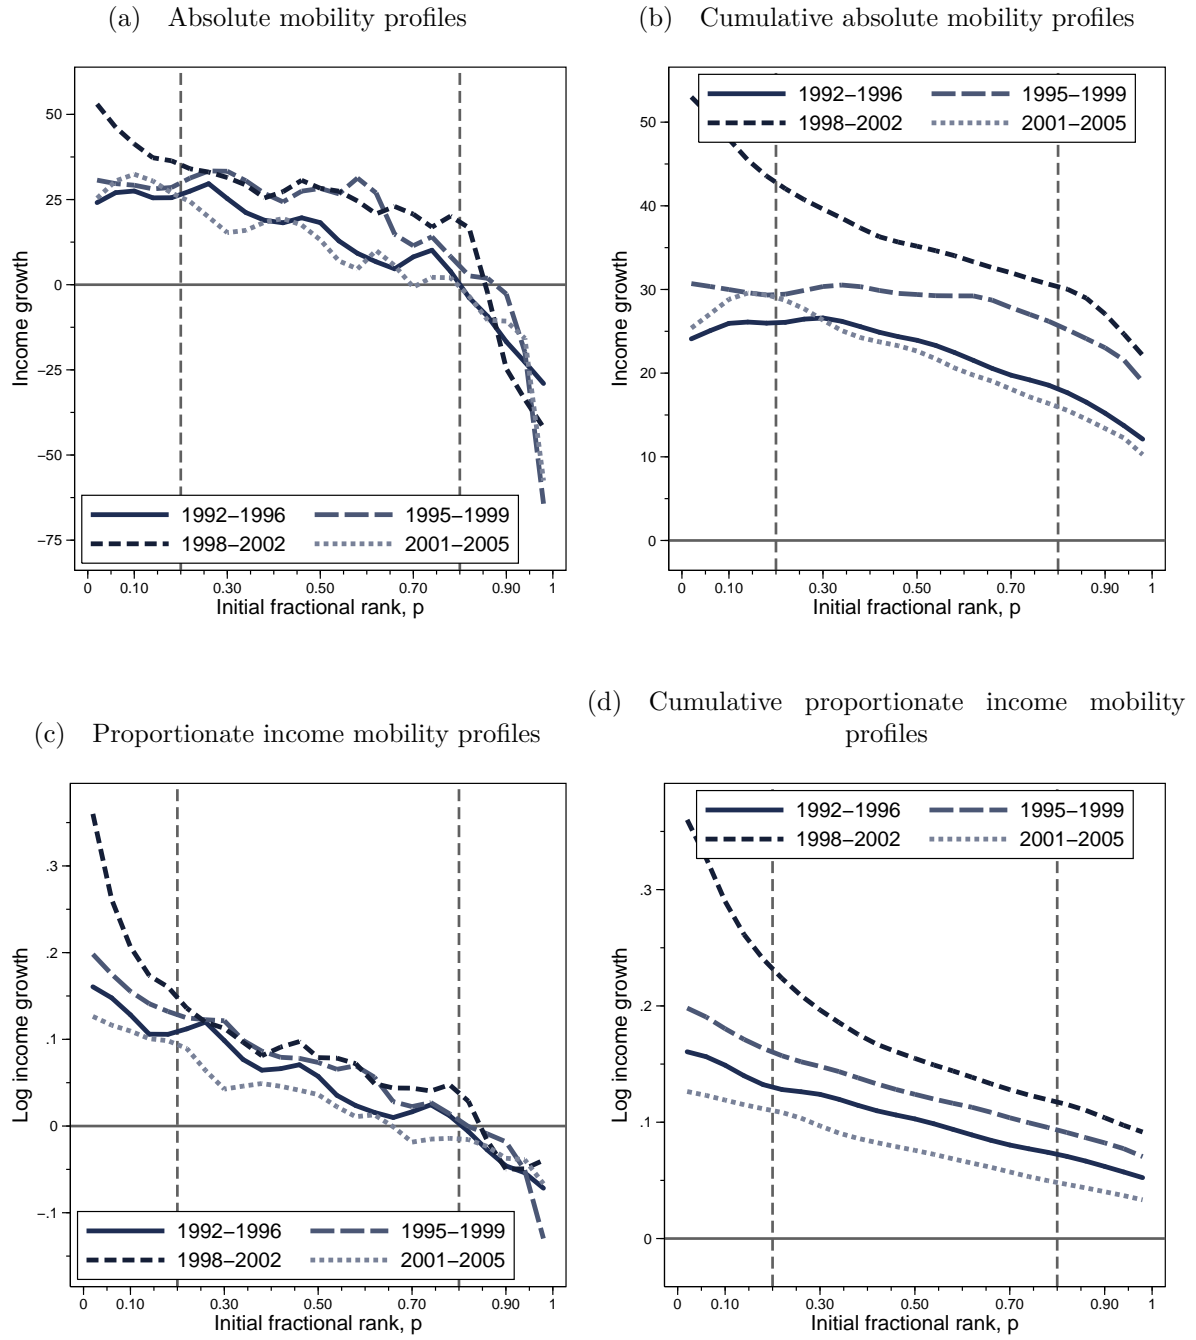 (a) Absolute mobility profiles
50
25
0
−25
−50
−75
Income growth
1992−1996 1995−1999
1998−2002 2001−2005
0 0.10 0.30 0.50 0.70 0.90 1
Initial fractional rank, p
(b) Cumulative absolute mobility profiles
1992−1996 1995−1999
1998−2002 2001−2005
50
40
30
20
10
0
Income growth
0 0.10 0.30 0.50 0.70 0.90 1
Initial fractional rank, p
(c) Proportionate income mobility profiles
.3
.2
.1
0
−.1
Log income growth
1992−1996 1995−1999
1998−2002 2001−2005
0 0.10 0.30 0.50 0.70 0.90 1
Initial fractional rank, p
(d) Cumulative proportionate income mobility
profiles
1992−1996 1995−1999
1998−2002 2001−2005
.3
.2
.1
0
Log income growth
0 0.10 0.30 0.50 0.70 0.90 1
Initial fractional rank, p